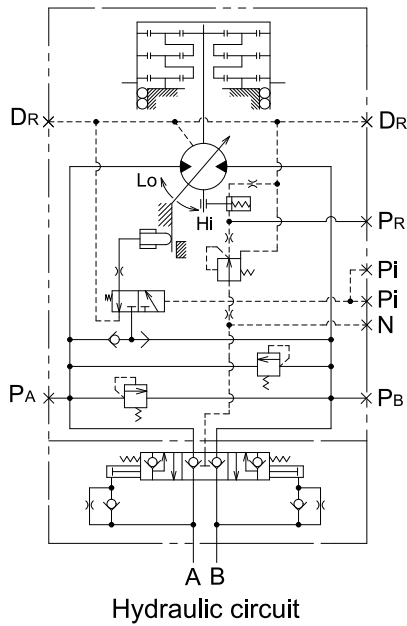 DR DR
Lo
Hi
PR
Pi
Pi
N
PA PB
A B
Hydraulic circuit